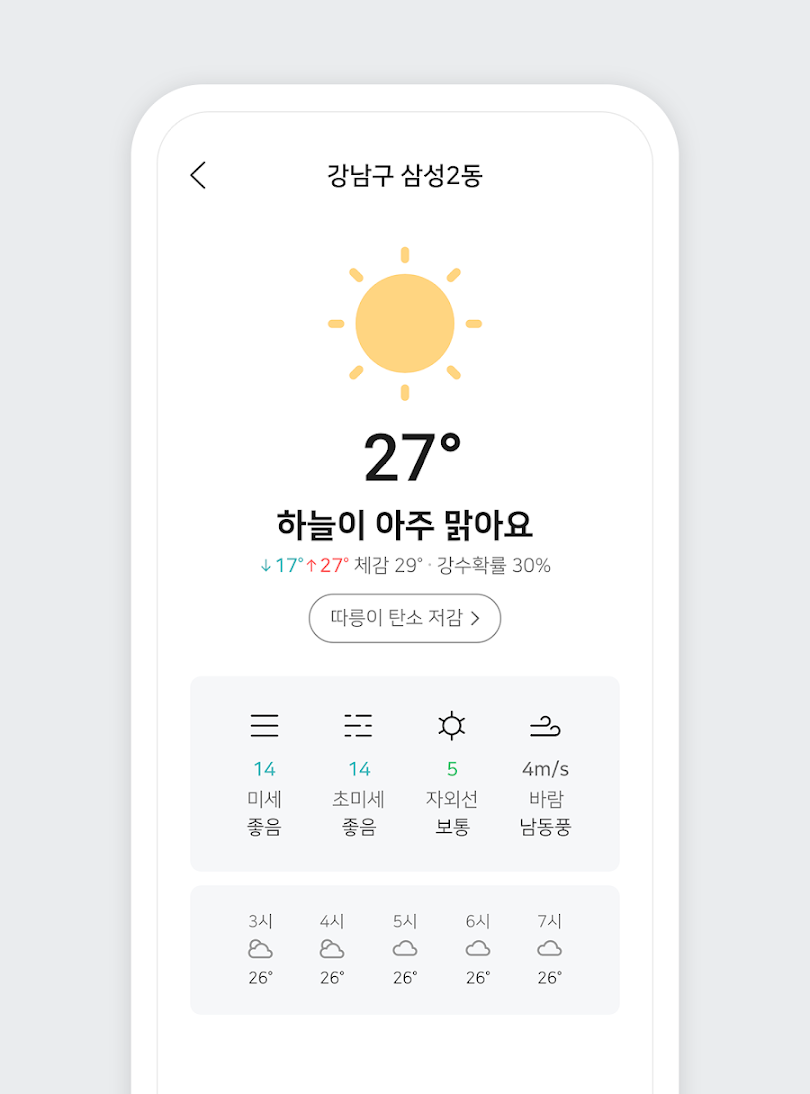 강남구 삼성2동
27°
하늘이 아주 맑아요
↓17°↑27° 체감 29° · 강수확률 30%
따릉이 탄소 저감 >
14 14 5 4m/s
미세 초미세 자외선 바람
좋음 좋음 보통 남동풍
3시 4시 5시 6시 7시
26° 26° 26° 26° 26°